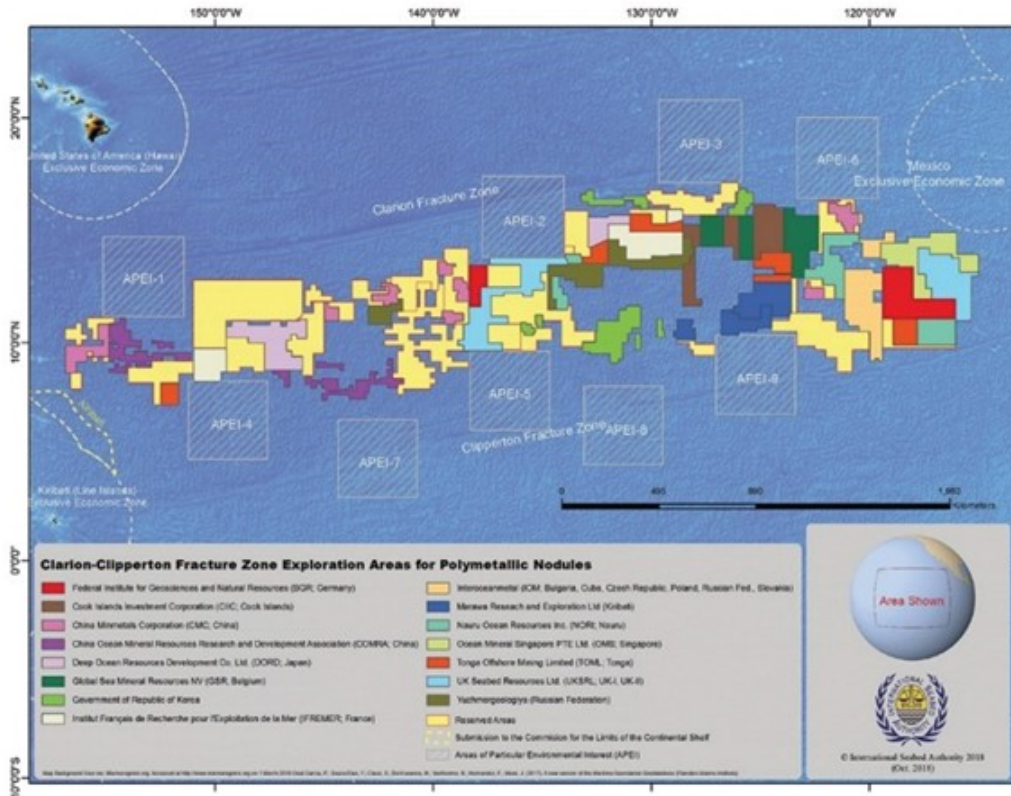 150°0'0"W 140°0'0"W 130°0'0"W 120°0'0"W
20°0'0"N
10°0'0"N
0°0'0"
10°0'0"S
United States of America (Hawaii)
Exclusive Economic Zone
Mexico
Exclusive Economic Zone
Clarion Fracture Zone
APEI-3
APEI-6
APEI-2
APEI-1
APEI-4
APEI-5
APEI-9
APEI-7
APEI-8
Clipperton Fracture Zone
Kiribati (Line Islands)
Exclusive Economic Zone
0
Kilometers
Clarion-Clipperton Fracture Zone Exploration Areas for Polymetallic Nodules
Federal Institute for Geosciences and Natural Resources (BGR; Germany)
Cook Islands Investment Corporation (CIIC; Cook Islands)
China Minmetals Corporation (CMC; China)
China Ocean Mineral Resources Research and Development Association (COMRA; China)
Deep Ocean Resources Development Co. Ltd. (DORD; Japan)
Global Sea Mineral Resources NV (GSR; Belgium)
Government of Republic of Korea
Institut Français de Recherche pour l'Exploitation de la Mer (IFREMER; France)
Interoceanmetal (IOM; Bulgaria, Cuba, Czech Republic, Poland, Russian Fed., Slovakia)
Marawa Research and Exploration Ltd (Kiribati)
Nauru Ocean Resources Inc. (NORI; Nauru)
Ocean Mineral Singapore PTE Ltd. (OMS; Singapore)
Tonga Offshore Mining Limited (TOML; Tonga)
UK Seabed Resources Ltd. (UKSRL; UK-I, UK-II)
Yuzhmorgeologiya (Russian Federation)
Reserved Areas
Submission to the Commision for the Limits of the Continental Shelf
Areas of Particular Environmental Interest (APEI)
Area Shown
INTERNATIONAL SEABED AUTHORITY
© International Seabed Authority 2018
(Oct. 2018)